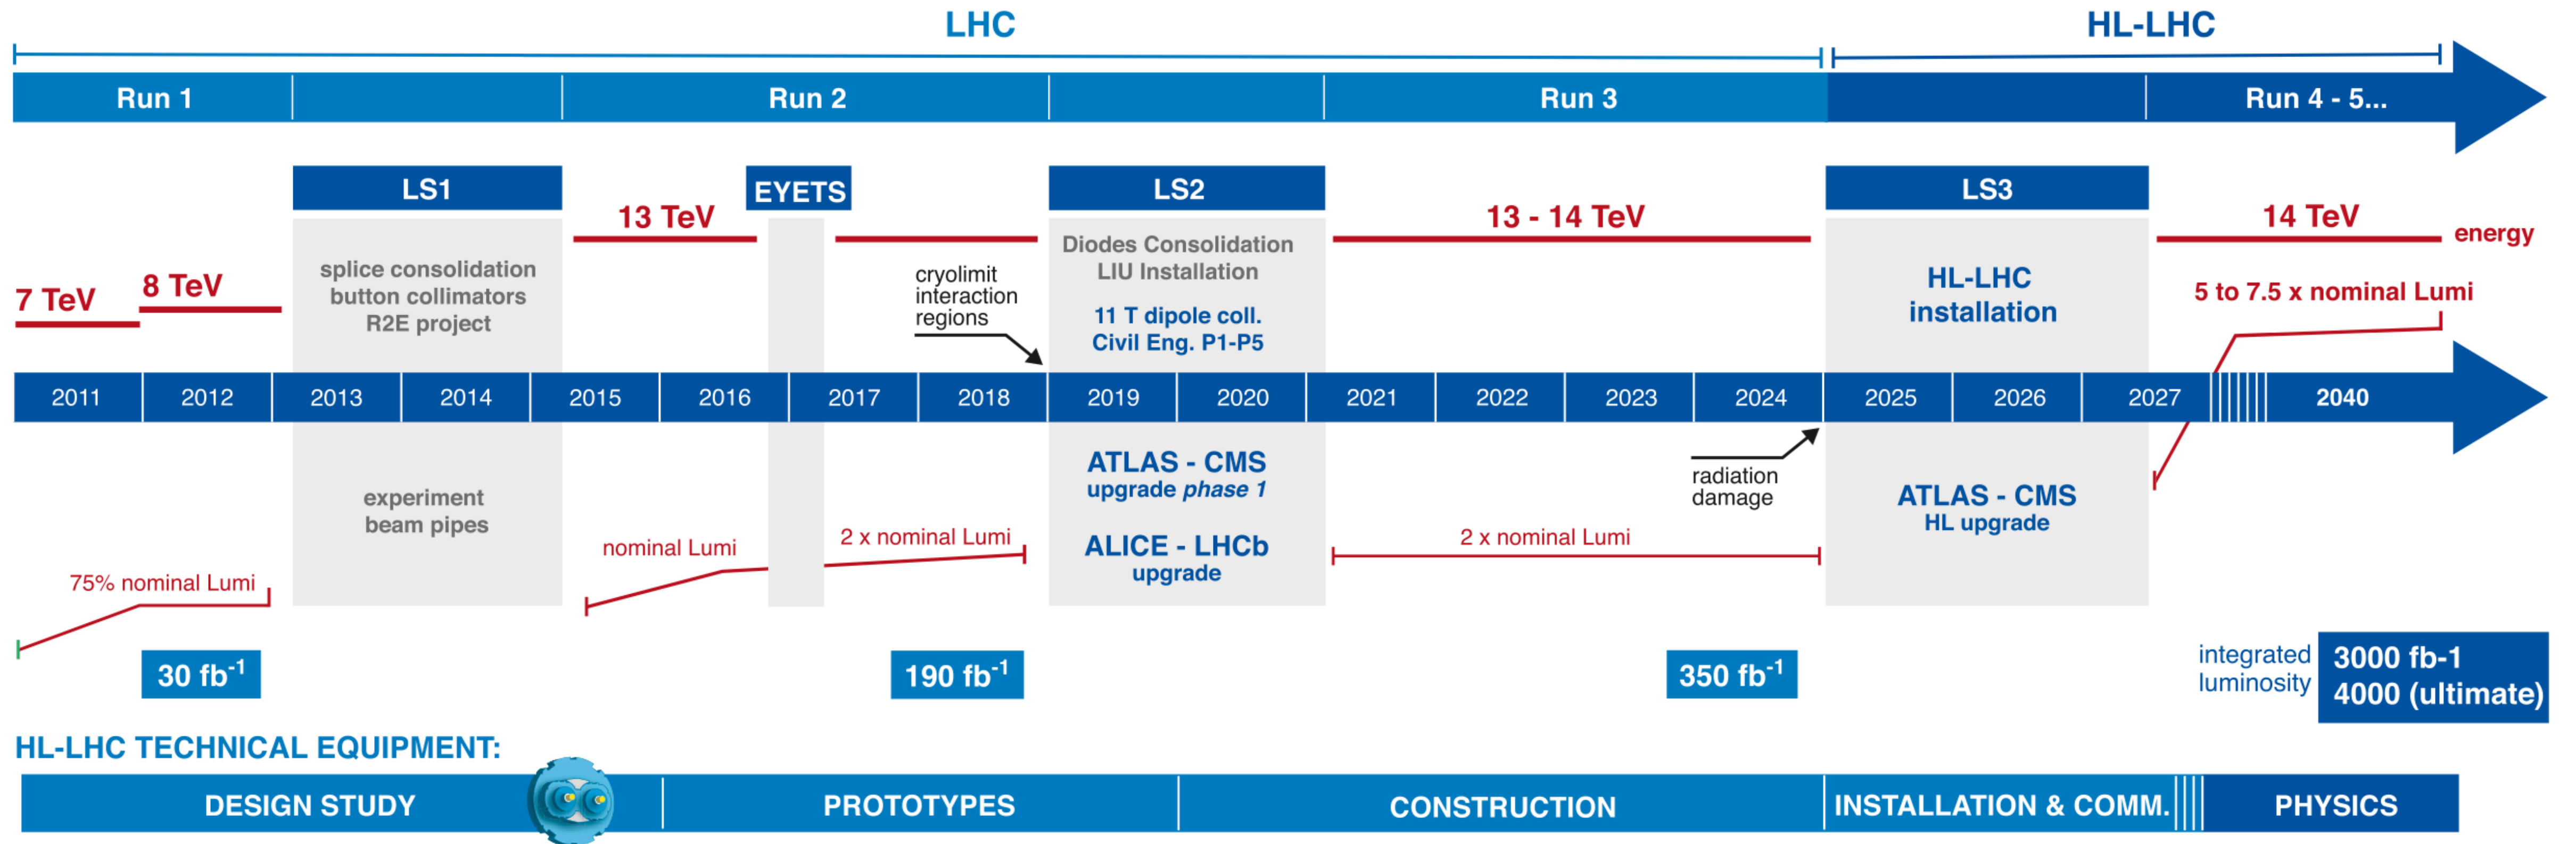 LHC
HL-LHC
Run 1
Run 2
Run 3
Run 4 - 5...
LS1
EYETS
LS2
LS3
13 TeV
13 - 14 TeV
14 TeV
energy
7 TeV
8 TeV
splice consolidation
button collimators
R2E project
cryolimit
interaction
regions
Diodes Consolidation
LIU Installation
11 T dipole coll.
Civil Eng. P1-P5
HL-LHC
installation
5 to 7.5 x nominal Lumi
2011
2012
2013
2014
2015
2016
2017
2018
2019
2020
2021
2022
2023
2024
2025
2026
2027
2040
experiment
beam pipes
ATLAS - CMS
upgrade phase 1
ALICE - LHCb
upgrade
radiation
damage
ATLAS - CMS
HL upgrade
75% nominal Lumi
nominal Lumi
2 x nominal Lumi
2 x nominal Lumi
30 fb⁻¹
190 fb⁻¹
350 fb⁻¹
integrated
luminosity
3000 fb-1
4000 (ultimate)
HL-LHC TECHNICAL EQUIPMENT:
DESIGN STUDY
PROTOTYPES
CONSTRUCTION
INSTALLATION & COMM.
PHYSICS